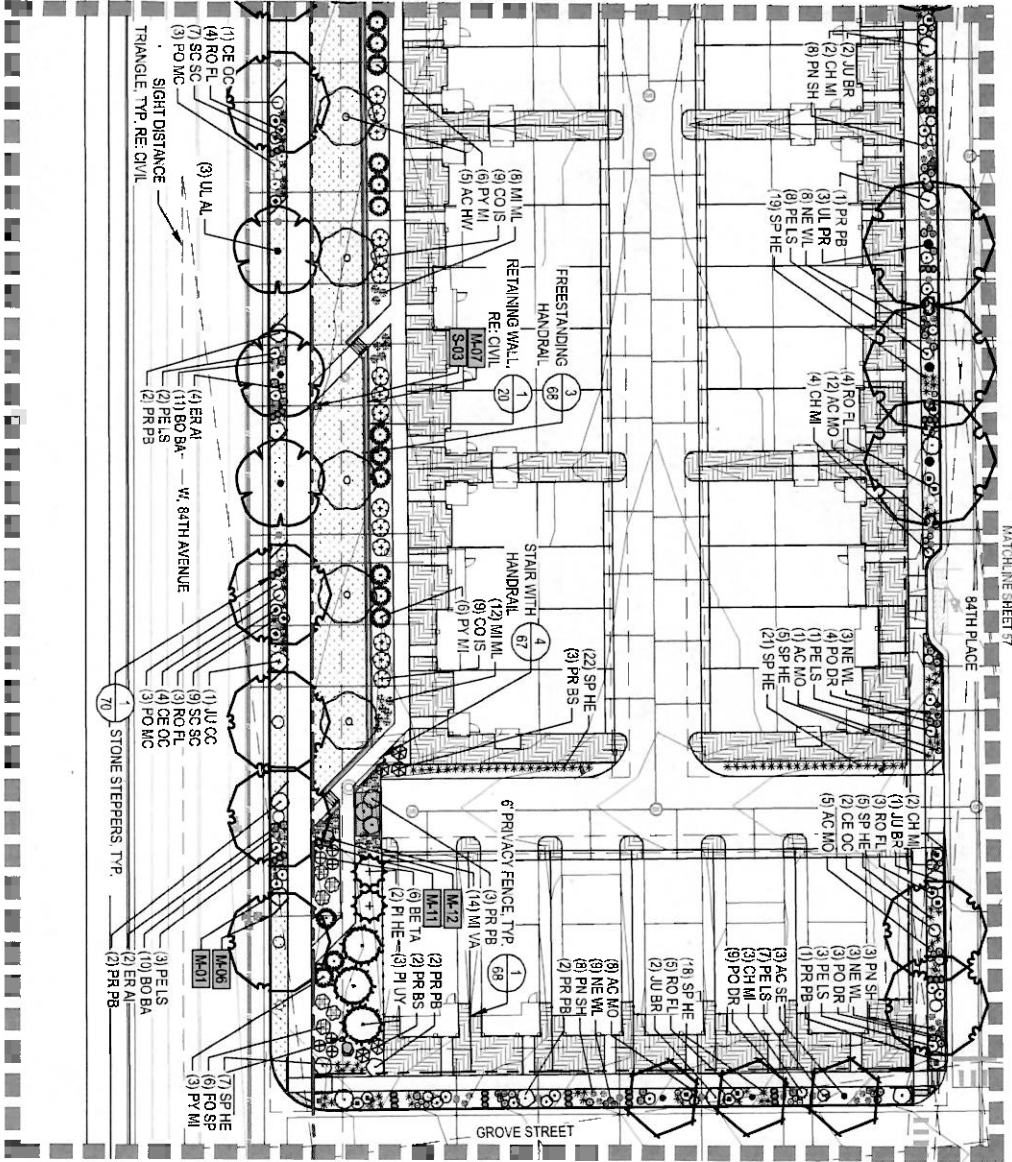 MATCHLINE SHEET 57
84TH PLACE
(2) JU BR
(2) CH MI
(8) PN SH
(1) PR PB
(3) UL PR
(8) NE WL
(8) PE LS
(19) SP HE
(4) RO FL
(12) AC MO
(4) CH MI
(3) NE WL
(4) PO DR
(1) PE LS
(1) AC MO
(5) SP HE
(21) SP HE
(2) CH MI
(1) JU BR
(3) RO FL
(5) SP HE
(2) CE OC
(5) AC MO
(3) PN SH
(3) NE WL
(3) PO DR
(3) PE LS
(1) PR PB
(3) AC SE
(7) PE LS
(3) CH MI
(9) PO DR
(18) SP HE
(5) RO FL
(2) JU BR
(8) AC MO
(9) NE WL
(8) PN SH
(2) PR PB
GROVE STREET
(8) MI ML
(9) CO IS
(6) PY MI
(5) AC HW
FREESTANDING
HANDRAIL
3
68
RETAINING WALL,
RE: CIVIL
1
20
M-07
S-03
STAIR WITH
HANDRAIL
4
67
(12) MI ML
(9) CO IS
(6) PY MI
(22) SP HE
(3) PR BS
6' PRIVACY FENCE, TYP.
1
68
(3) PR PB
(14) MI VA
M-12
M-11
(6) BE TA
(2) PI HE
(2) PR PB
(2) PR BS
(3) PI UY
(1) CE OC
(4) RO FL
(7) SC SC
(3) PO MC
SIGHT DISTANCE
TRIANGLE, TYP. RE: CIVIL
(3) UL AL
(4) ER AI
(11) BO BA
(2) PE LS
(2) PR PB
W. 84TH AVENUE
(1) JU CC
(9) SC SC
(3) RO FL
(4) CE OC
(3) PO MC
1
70
STONE STEPPERS, TYP.
M-06
M-01
(3) PE LS
(10) BO BA
(2) ER AI
(2) PR PB
(7) SP HE
(6) FO SP
(3) PY MI